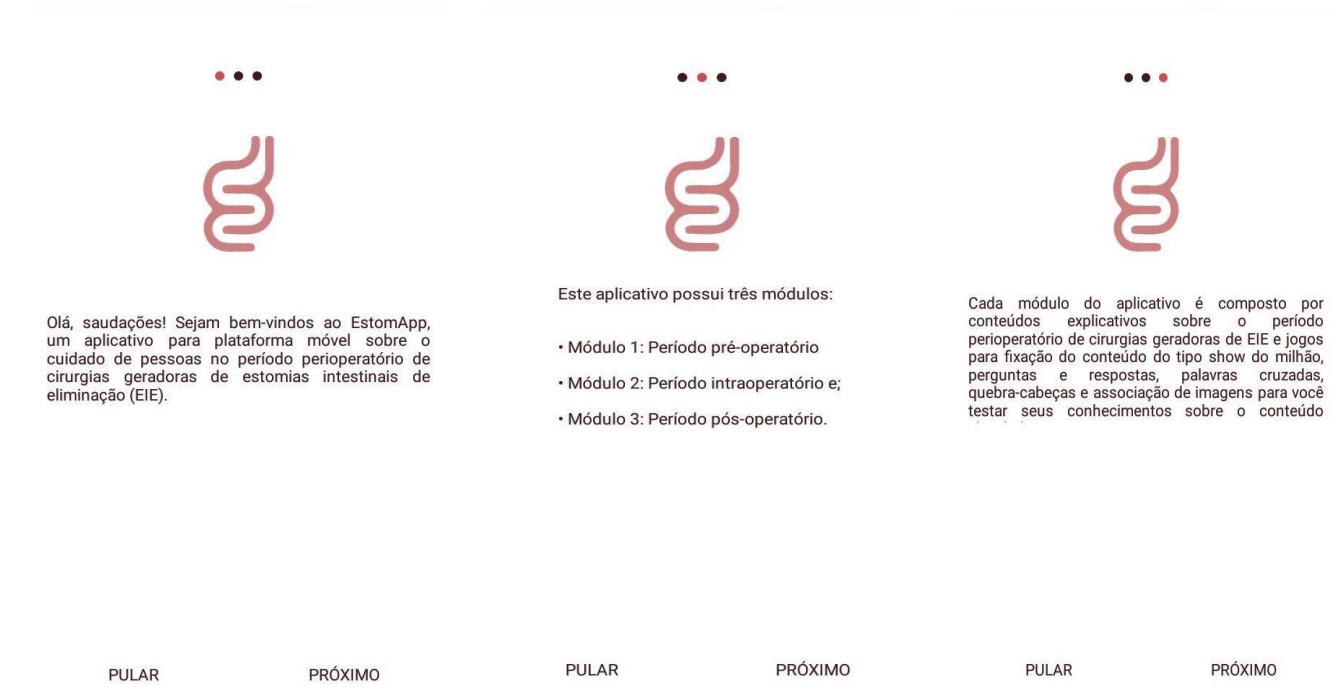 Olá, saudações! Sejam bem-vindos ao EstomApp,
um aplicativo para plataforma móvel sobre o
cuidado de pessoas no período perioperatório de
cirurgias geradoras de estomias intestinais de
eliminação (EIE).
PULAR PRÓXIMO
Este aplicativo possui três módulos:
• Módulo 1: Período pré-operatório
• Módulo 2: Período intraoperatório e;
• Módulo 3: Período pós-operatório.
PULAR PRÓXIMO
Cada módulo do aplicativo é composto por
conteúdos explicativos sobre o período
perioperatório de cirurgias geradoras de EIE e jogos
para fixação do conteúdo do tipo show do milhão,
perguntas e respostas, palavras cruzadas,
quebra-cabeças e associação de imagens para você
testar seus conhecimentos sobre o conteúdo
PULAR PRÓXIMO